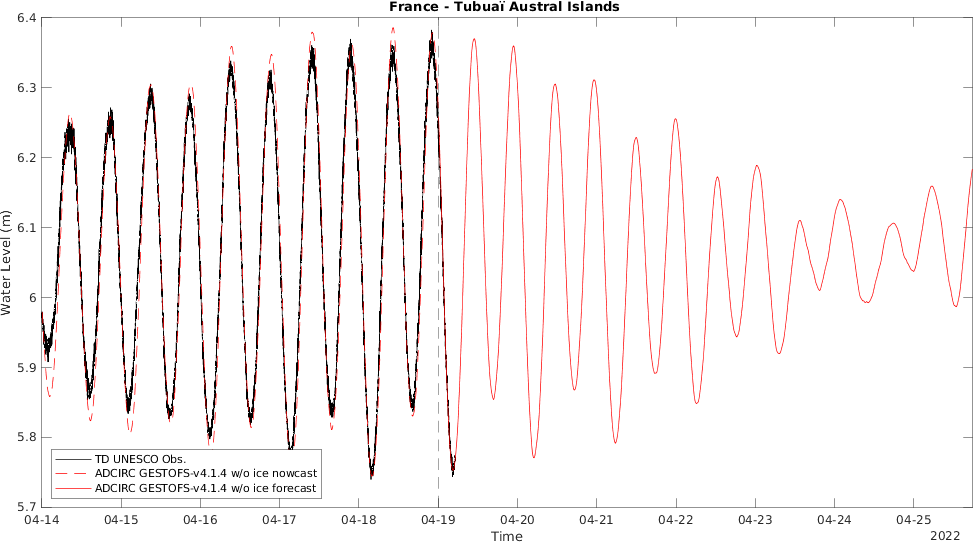 France - Tubuaï Austral Islands
Water Level (m)
6.4
6.3
6.2
6.1
6
5.9
5.8
5.7
TD UNESCO Obs.
ADCIRC GESTOFS-v4.1.4 w/o ice nowcast
ADCIRC GESTOFS-v4.1.4 w/o ice forecast
04-14 04-15 04-16 04-17 04-18 04-19 04-20 04-21 04-22 04-23 04-24 04-25
Time
2022